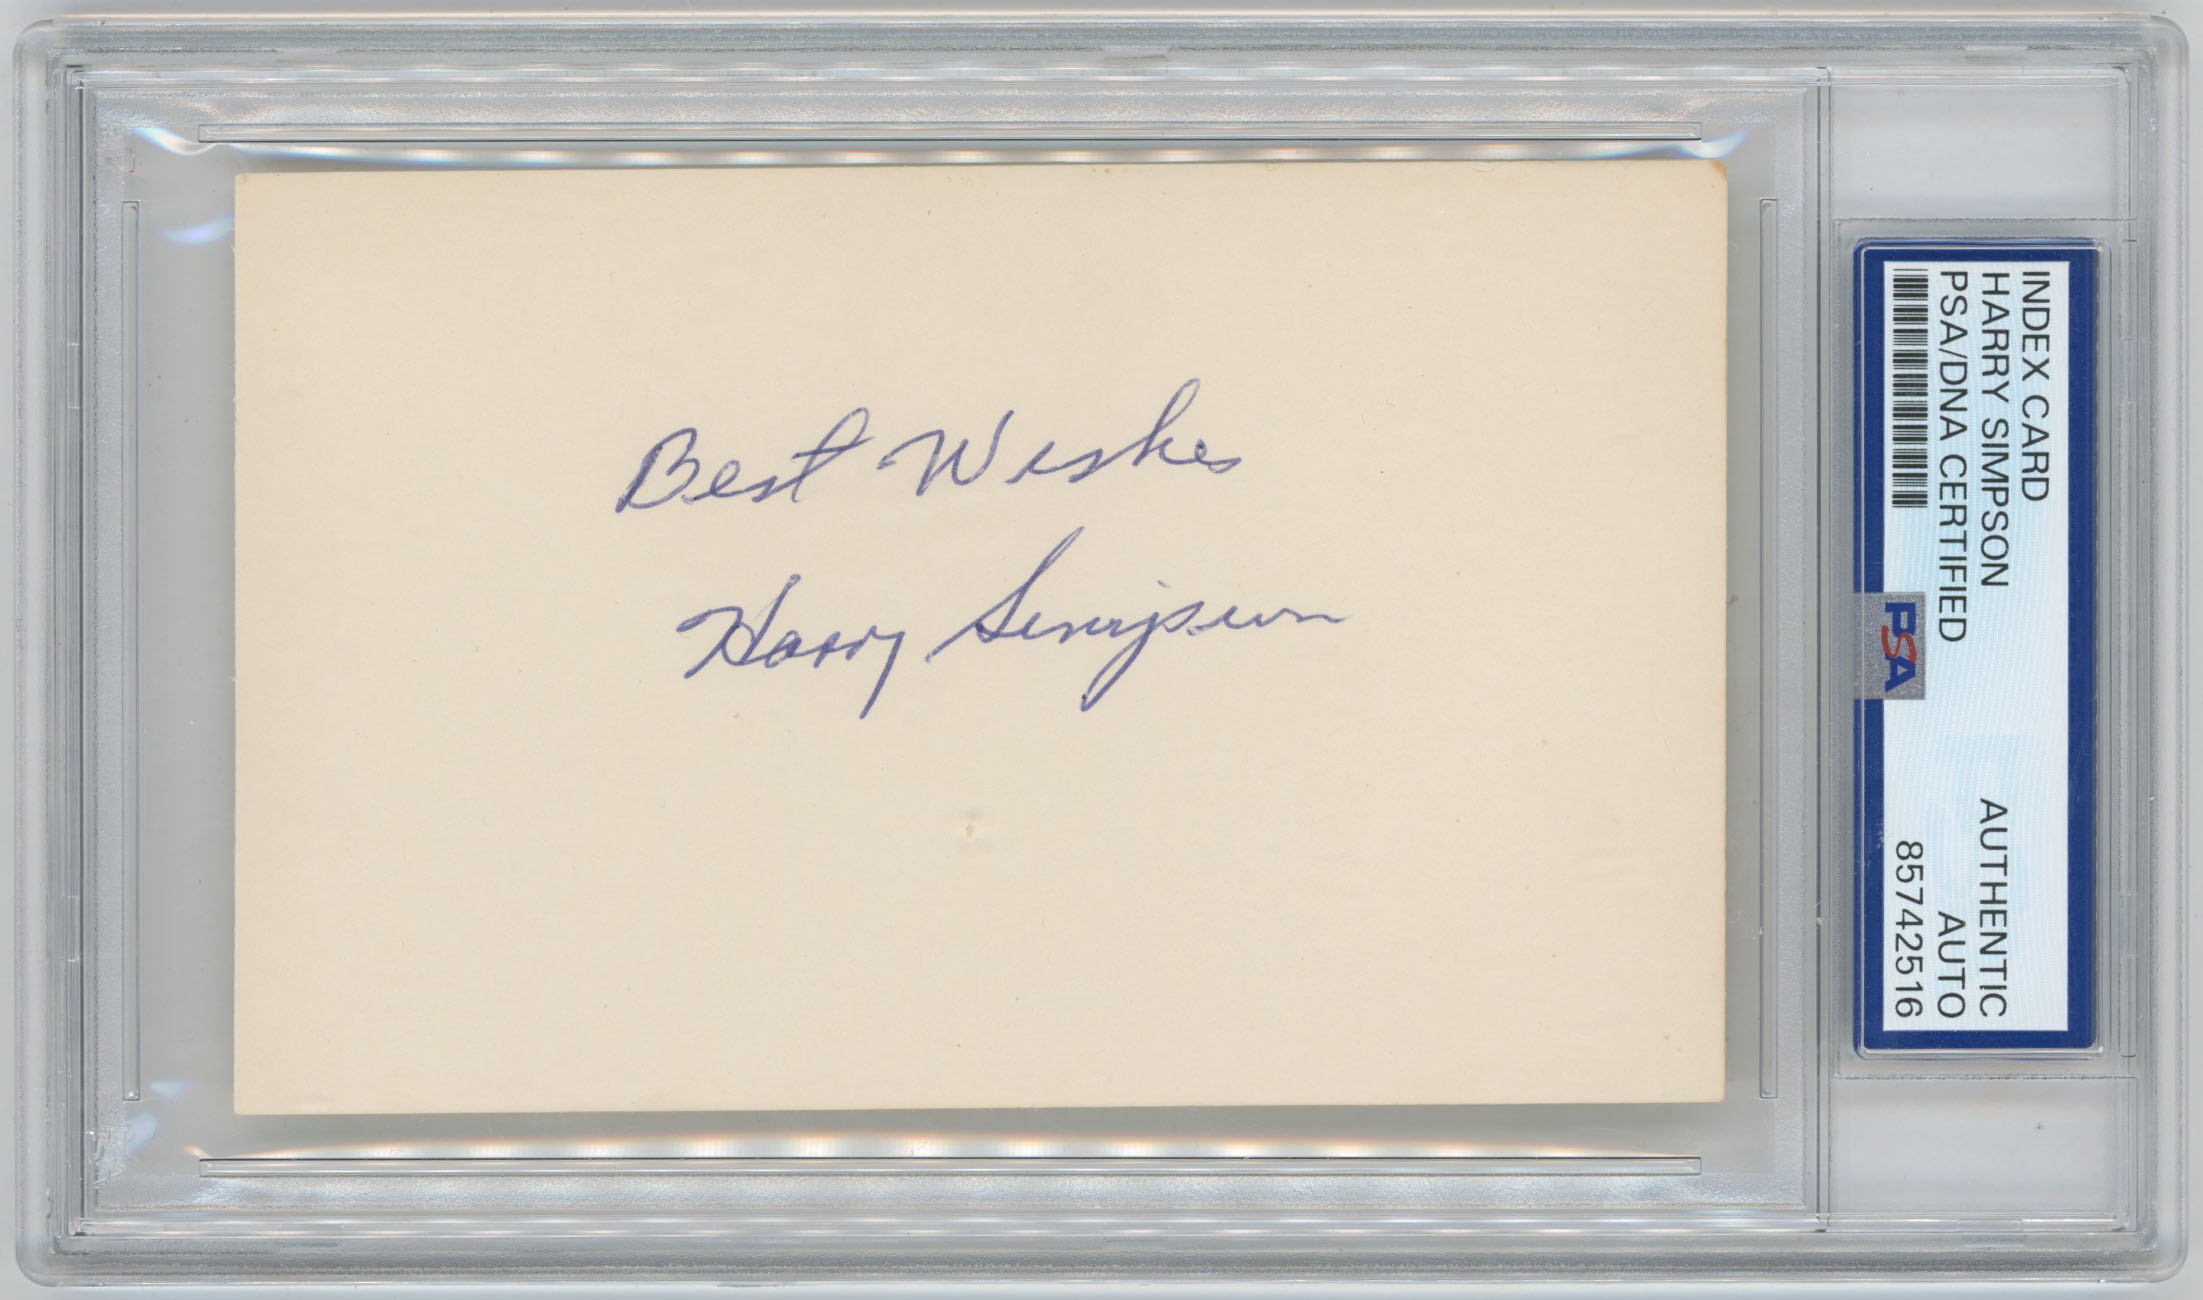 Best Wishes
Harry Simpson
INDEX CARD
HARRY SIMPSON
AUTHENTIC
PSA/DNA CERTIFIED
AUTO
85742516
PSA